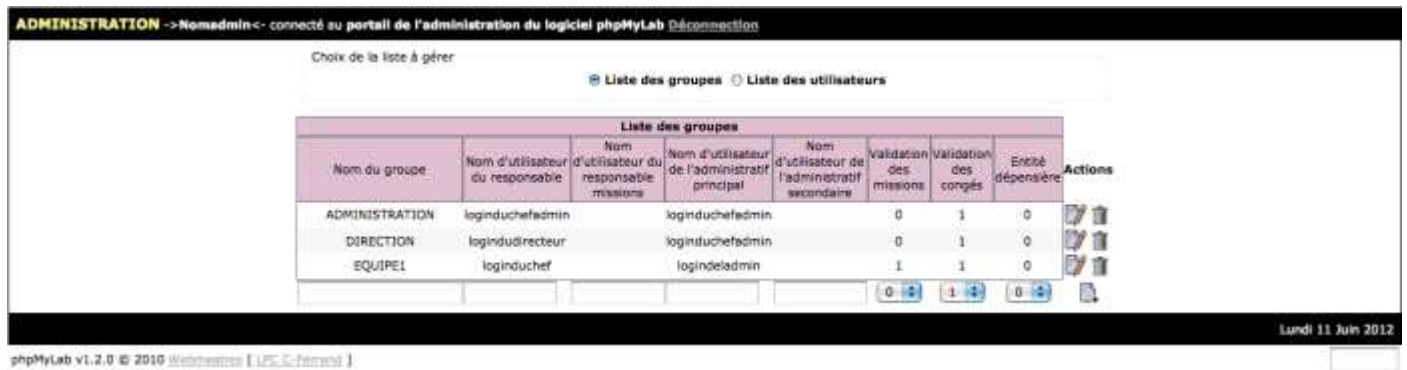 ADMINISTRATION ->Nomadmin<- connecté au portail de l'administration du logiciel phpMyLab Déconnection
Choix de la liste à gérer
Liste des groupes Liste des utilisateurs
Liste des groupes
Nom du groupe
Nom d'utilisateur
du responsable
Nom
d'utilisateur du
responsable
missions
Nom d'utilisateur
de l'administratif
principal
Nom
d'utilisateur de
l'administratif
secondaire
Validation
des
missions
Validation
des
congés
Entité
dépensière
Actions
ADMINISTRATION loginduchefadmin loginduchefadmin 0 1 0
DIRECTION logindudirecteur loginduchefadmin 0 1 0
EQUIPE1 loginduchef logindeladmin 1 1 0
0 1 0
Lundi 11 Juin 2012
phpMyLab v1.2.0 © 2010 Webmestres [ LPC C-Ferrand ]